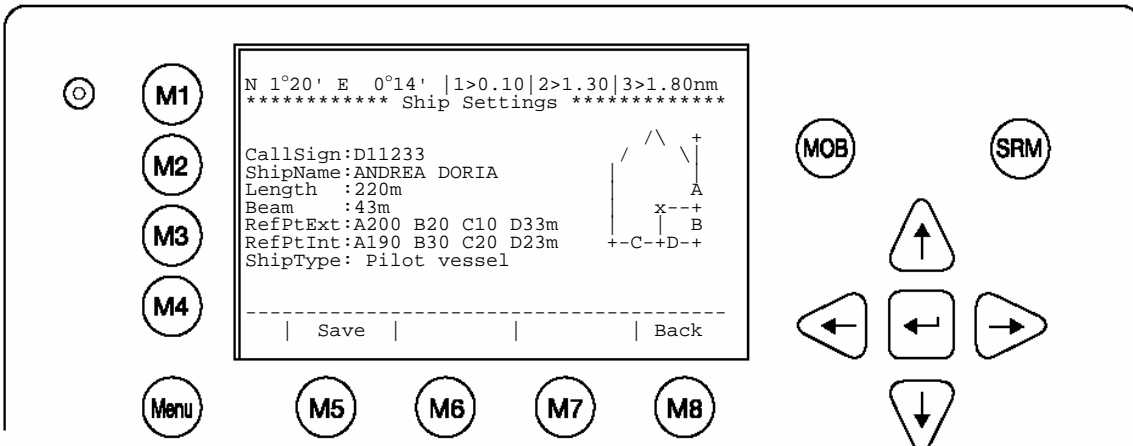 N 1°20' E  0°14' |1>0.10|2>1.30|3>1.80nm
************ Ship Settings *************
CallSign:D11233
ShipName:ANDREA DORIA
Length  :220m
Beam    :43m
RefPtExt:A200 B20 C10 D33m
RefPtInt:A190 B30 C20 D23m
ShipType: Pilot vessel
A
x--+
B
+-C-+D-+
----------------------------------------
| Save | | | Back
M1
M2
M3
M4
Menu
M5 M6 M7 M8
MOB SRM